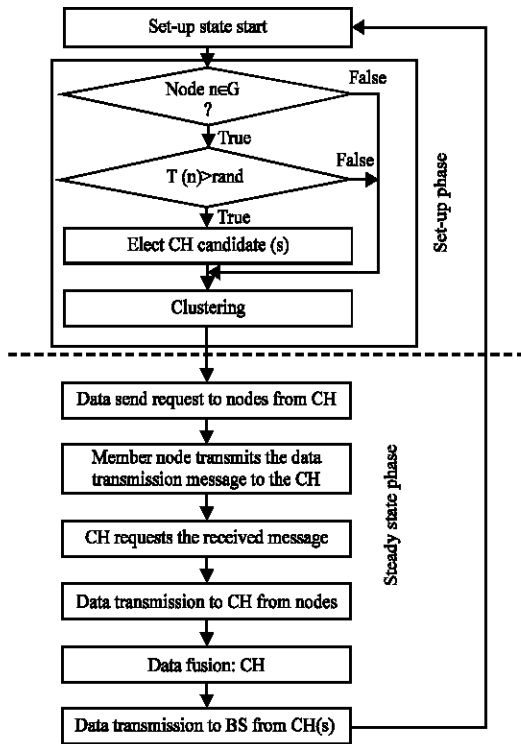 Set-up state start
False
Node n∈G
?
True
False
T (n)>rand
True
Elect CH candidate (s)
Clustering
Set-up phase
Data send request to nodes from CH
Member node transmits the data
transmission message to the CH
CH requests the received message
Data transmission to CH from nodes
Data fusion: CH
Data transmission to BS from CH(s)
Steady state phase